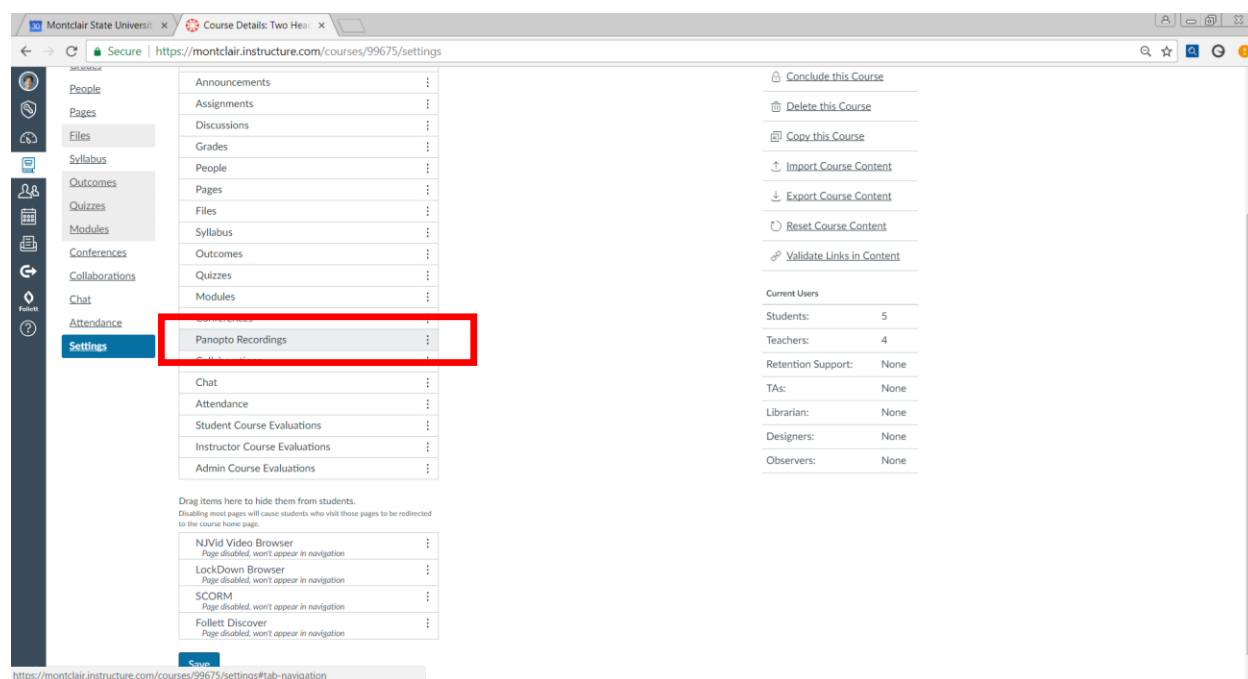 30 Montclair State Universit
Course Details: Two Hear
Secure | https://montclair.instructure.com/courses/99675/settings
Follett
Grades
People
Pages
Files
Syllabus
Outcomes
Quizzes
Modules
Conferences
Collaborations
Chat
Attendance
Settings
Announcements
Assignments
Discussions
Grades
People
Pages
Files
Syllabus
Outcomes
Quizzes
Modules
Conferences
Panopto Recordings
Collaborations
Chat
Attendance
Student Course Evaluations
Instructor Course Evaluations
Admin Course Evaluations
Drag items here to hide them from students.
Disabling most pages will cause students who visit those pages to be redirected
to the course home page.
NJVid Video Browser
Page disabled, won't appear in navigation
LockDown Browser
Page disabled, won't appear in navigation
SCORM
Page disabled, won't appear in navigation
Follett Discover
Page disabled, won't appear in navigation
Save
Conclude this Course
Delete this Course
Copy this Course
Import Course Content
Export Course Content
Reset Course Content
Validate Links in Content
Current Users
Students: 5
Teachers: 4
Retention Support: None
TAs: None
Librarian: None
Designers: None
Observers: None
https://montclair.instructure.com/courses/99675/settings#tab-navigation